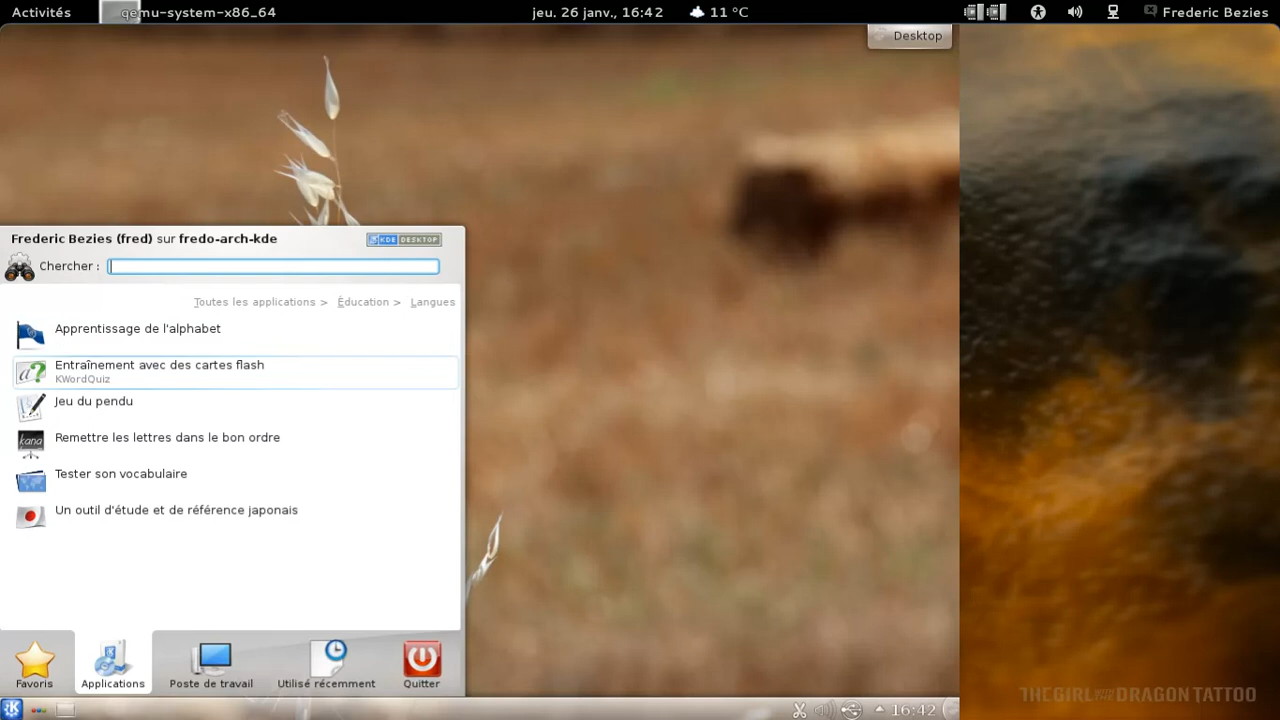 Activités qemu-system-x86_64 jeu. 26 janv., 16:42 11 °C Frederic Bezies
Desktop
Frederic Bezies (fred) sur fredo-arch-kde KDE DESKTOP
Chercher :
Toutes les applications > Éducation > Langues
Apprentissage de l'alphabet
a?
Entraînement avec des cartes flash
KWordQuiz
Jeu du pendu
kana
Remettre les lettres dans le bon ordre
Tester son vocabulaire
Un outil d'étude et de référence japonais
Favoris Applications Poste de travail Utilisé récemment Quitter
THE GIRL WITH THE DRAGON TATTOO
K 16:42